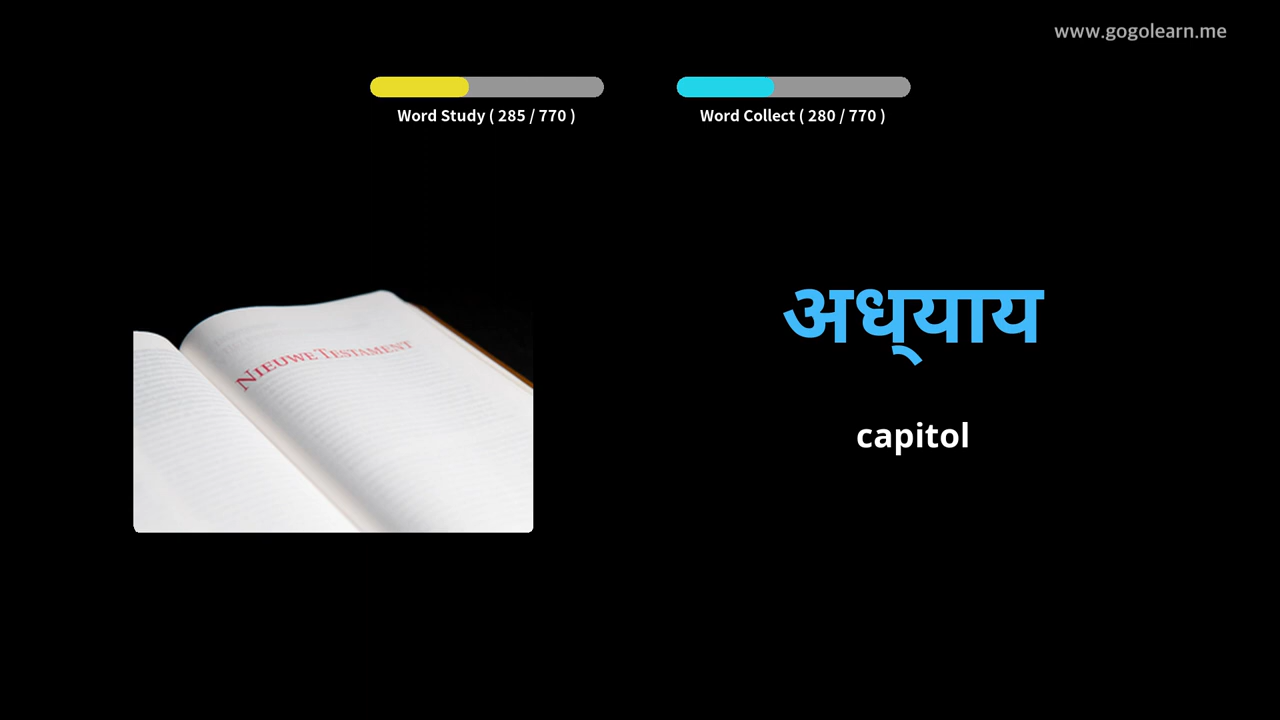 www.gogolearn.me
Word Study ( 285 / 770 )
Word Collect ( 280 / 770 )
NIEUWE TESTAMENT
अध्याय
capitol